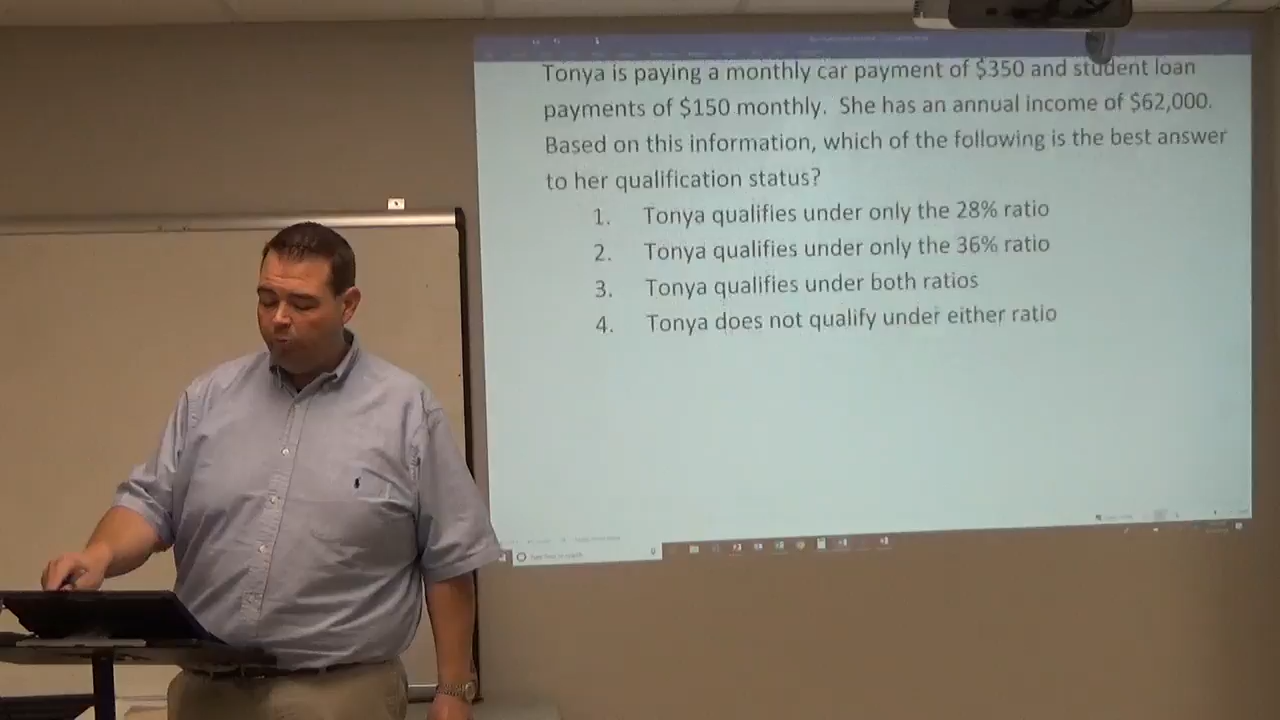 Tonya is paying a monthly car payment of $350 and student loan
payments of $150 monthly. She has an annual income of $62,000.
Based on this information, which of the following is the best answer
to her qualification status?
1. Tonya qualifies under only the 28% ratio
2. Tonya qualifies under only the 36% ratio
3. Tonya qualifies under both ratios
4. Tonya does not qualify under either ratio